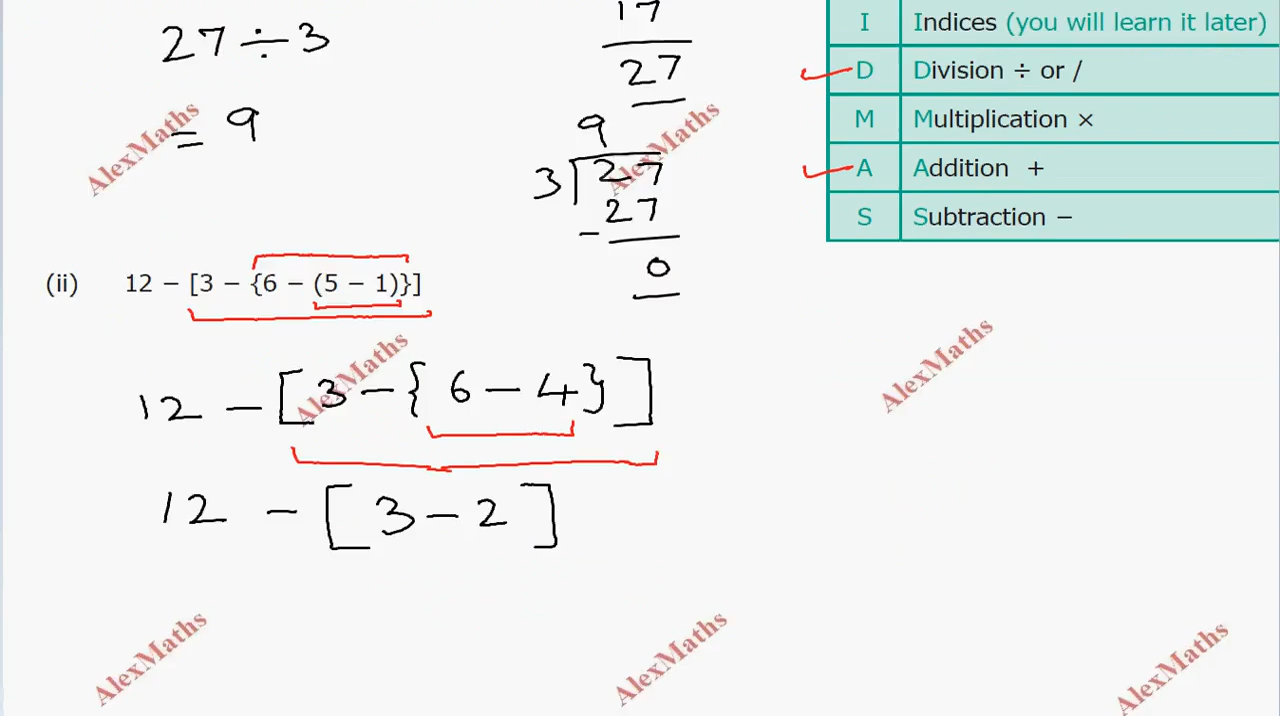 27 ÷ 3
= 9
17
27
9
3 27
27
−
0
I Indices (you will learn it later)
D Division ÷ or /
M Multiplication ×
A Addition +
S Subtraction −
(ii) 12 − [3 − {6 − (5 − 1)}]
12 − [3 − {6 − 4}]
12 − [3 − 2]
AlexMaths
AlexMaths
AlexMaths
AlexMaths
AlexMaths
AlexMaths
AlexMaths